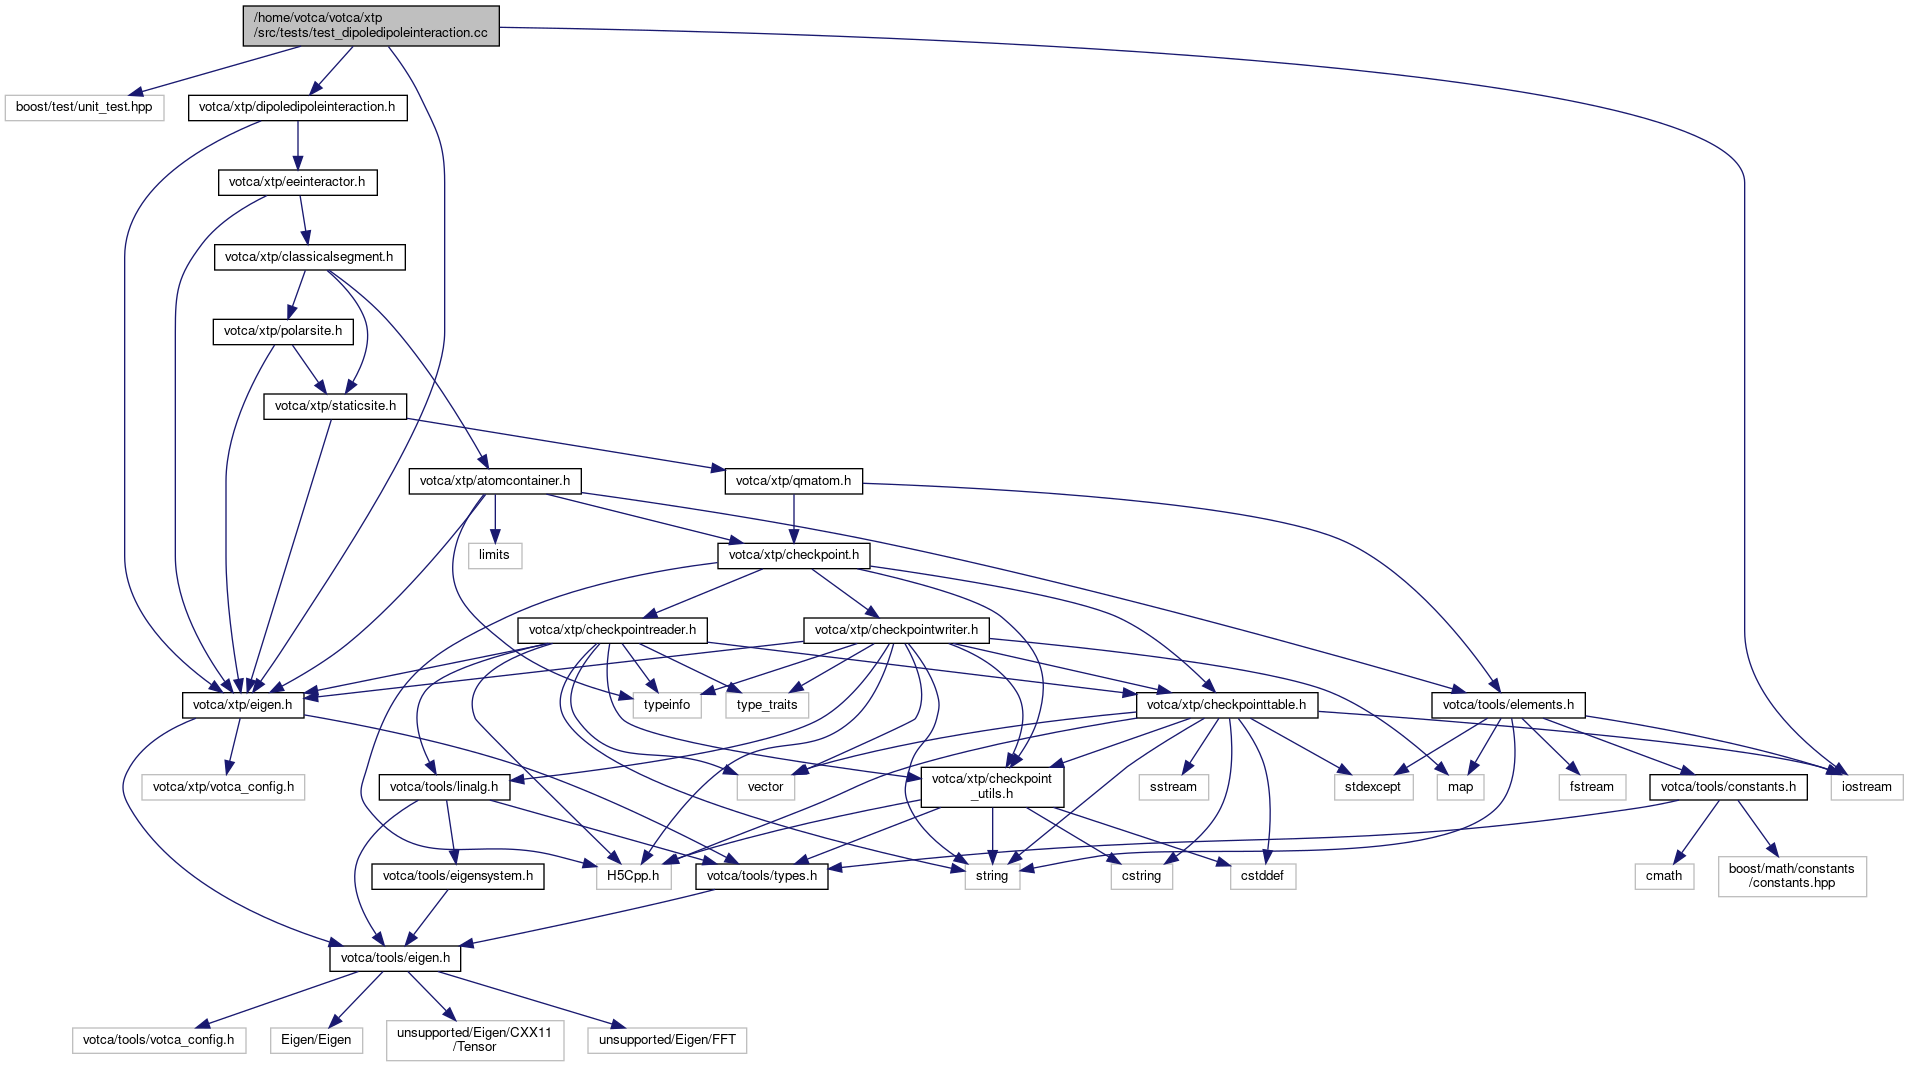 /home/votca/votca/xtp
/src/tests/test_dipoledipoleinteraction.cc
boost/test/unit_test.hpp
votca/xtp/dipoledipoleinteraction.h
votca/xtp/eeinteractor.h
votca/xtp/classicalsegment.h
votca/xtp/polarsite.h
votca/xtp/staticsite.h
votca/xtp/atomcontainer.h
votca/xtp/qmatom.h
limits
votca/xtp/checkpoint.h
votca/xtp/checkpointreader.h
votca/xtp/checkpointwriter.h
votca/xtp/eigen.h
typeinfo
type_traits
votca/xtp/checkpointtable.h
votca/tools/elements.h
votca/xtp/votca_config.h
votca/tools/linalg.h
vector
votca/xtp/checkpoint
_utils.h
sstream
stdexcept
map
fstream
votca/tools/constants.h
iostream
votca/tools/eigensystem.h
H5Cpp.h
votca/tools/types.h
string
cstring
cstddef
cmath
boost/math/constants
/constants.hpp
votca/tools/eigen.h
votca/tools/votca_config.h
Eigen/Eigen
unsupported/Eigen/CXX11
/Tensor
unsupported/Eigen/FFT